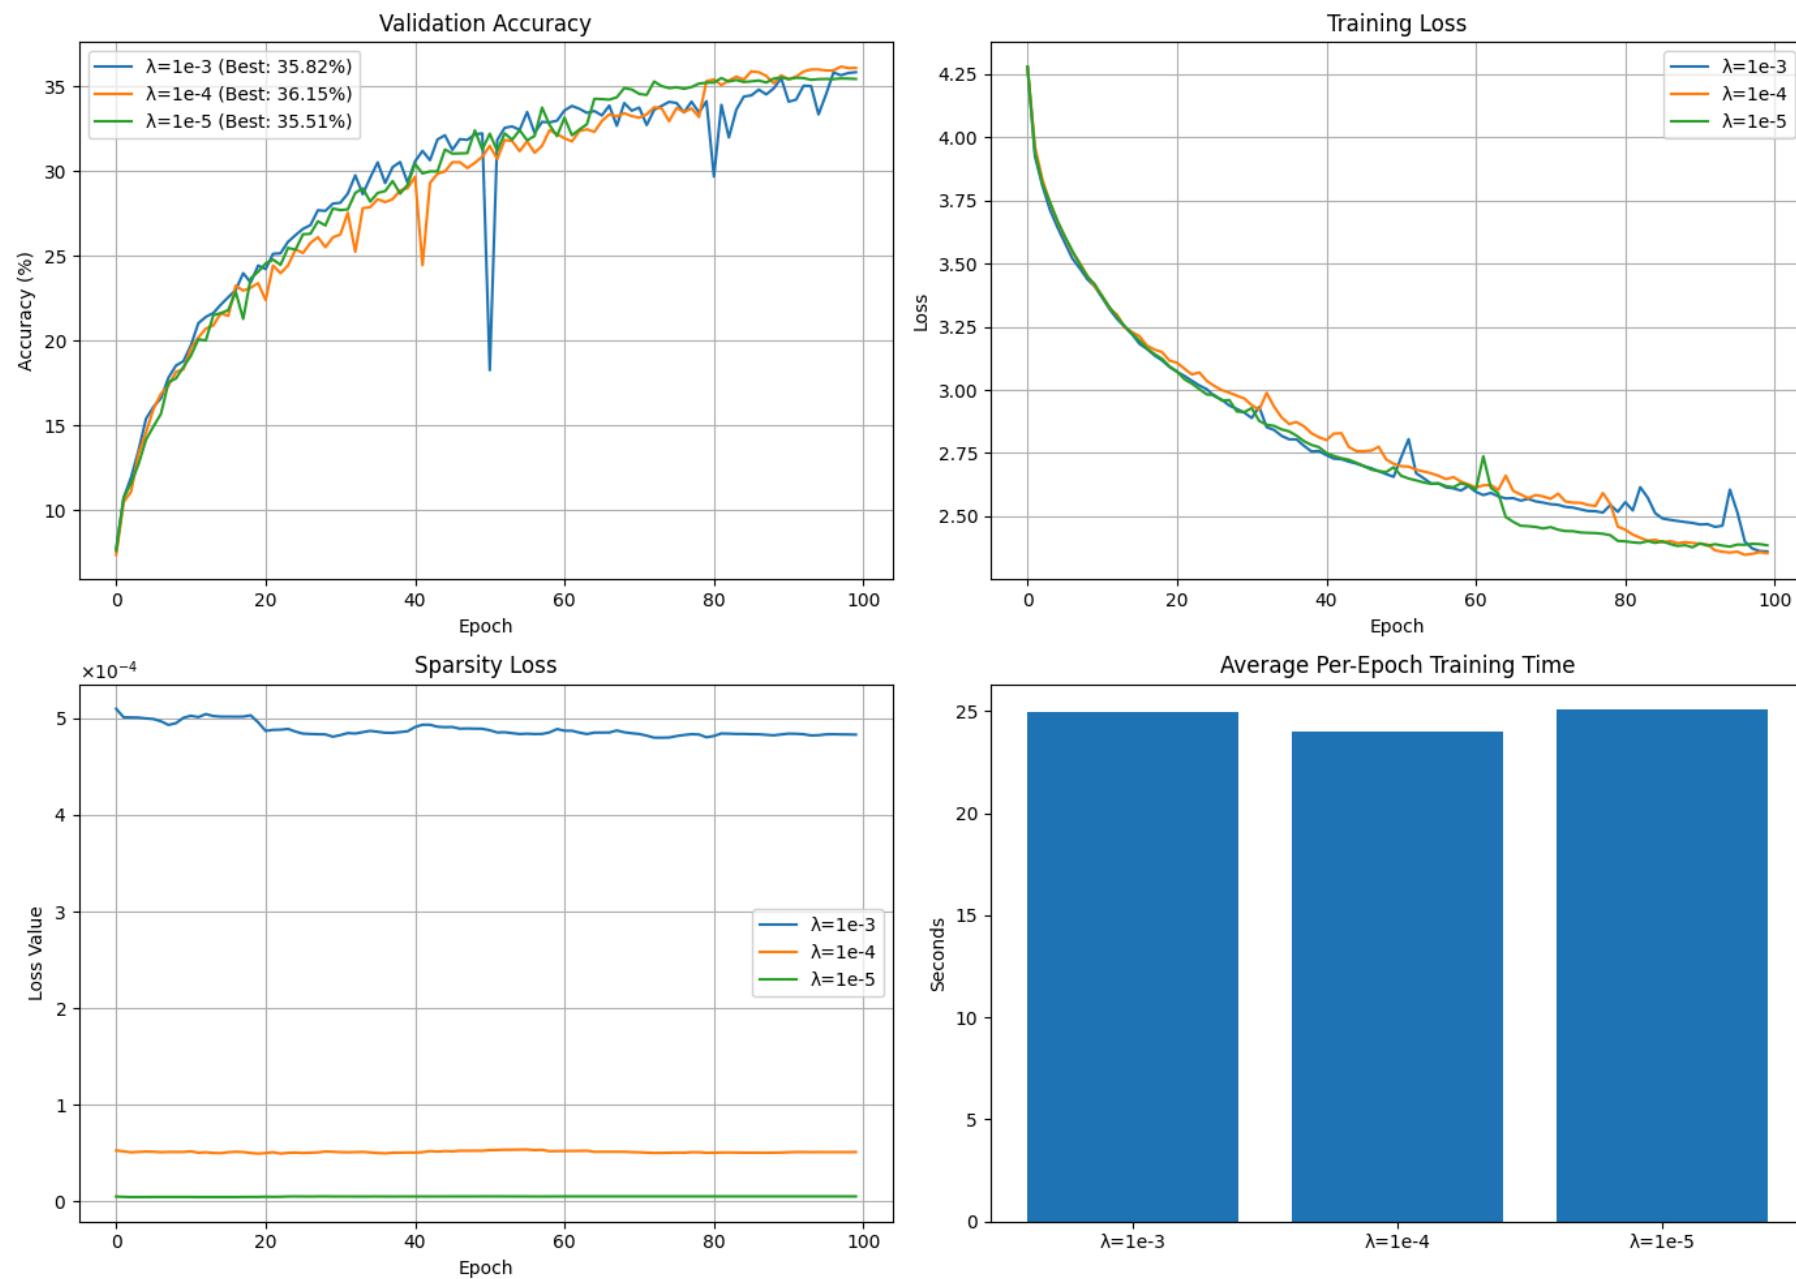 Validation Accuracy
λ=1e-3 (Best: 35.82%)
λ=1e-4 (Best: 36.15%)
λ=1e-5 (Best: 35.51%)
Accuracy (%)
35
30
25
20
15
10
0 20 40 60 80 100
Epoch
Training Loss
λ=1e-3
λ=1e-4
λ=1e-5
Loss
4.25
4.00
3.75
3.50
3.25
3.00
2.75
2.50
0 20 40 60 80 100
Epoch
Sparsity Loss
×10⁻⁴
Loss Value
5
4
3
2
1
0
λ=1e-3
λ=1e-4
λ=1e-5
0 20 40 60 80 100
Epoch
Average Per-Epoch Training Time
Seconds
25
20
15
10
5
0
λ=1e-3 λ=1e-4 λ=1e-5